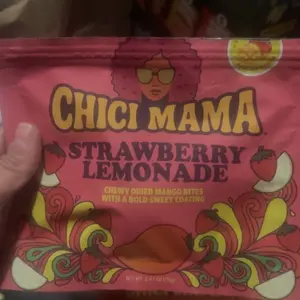 CHICI MAMA
STRAWBERRY
LEMONADE
CHEWY DRIED MANGO BITES
WITH A BOLD SWEET COATING